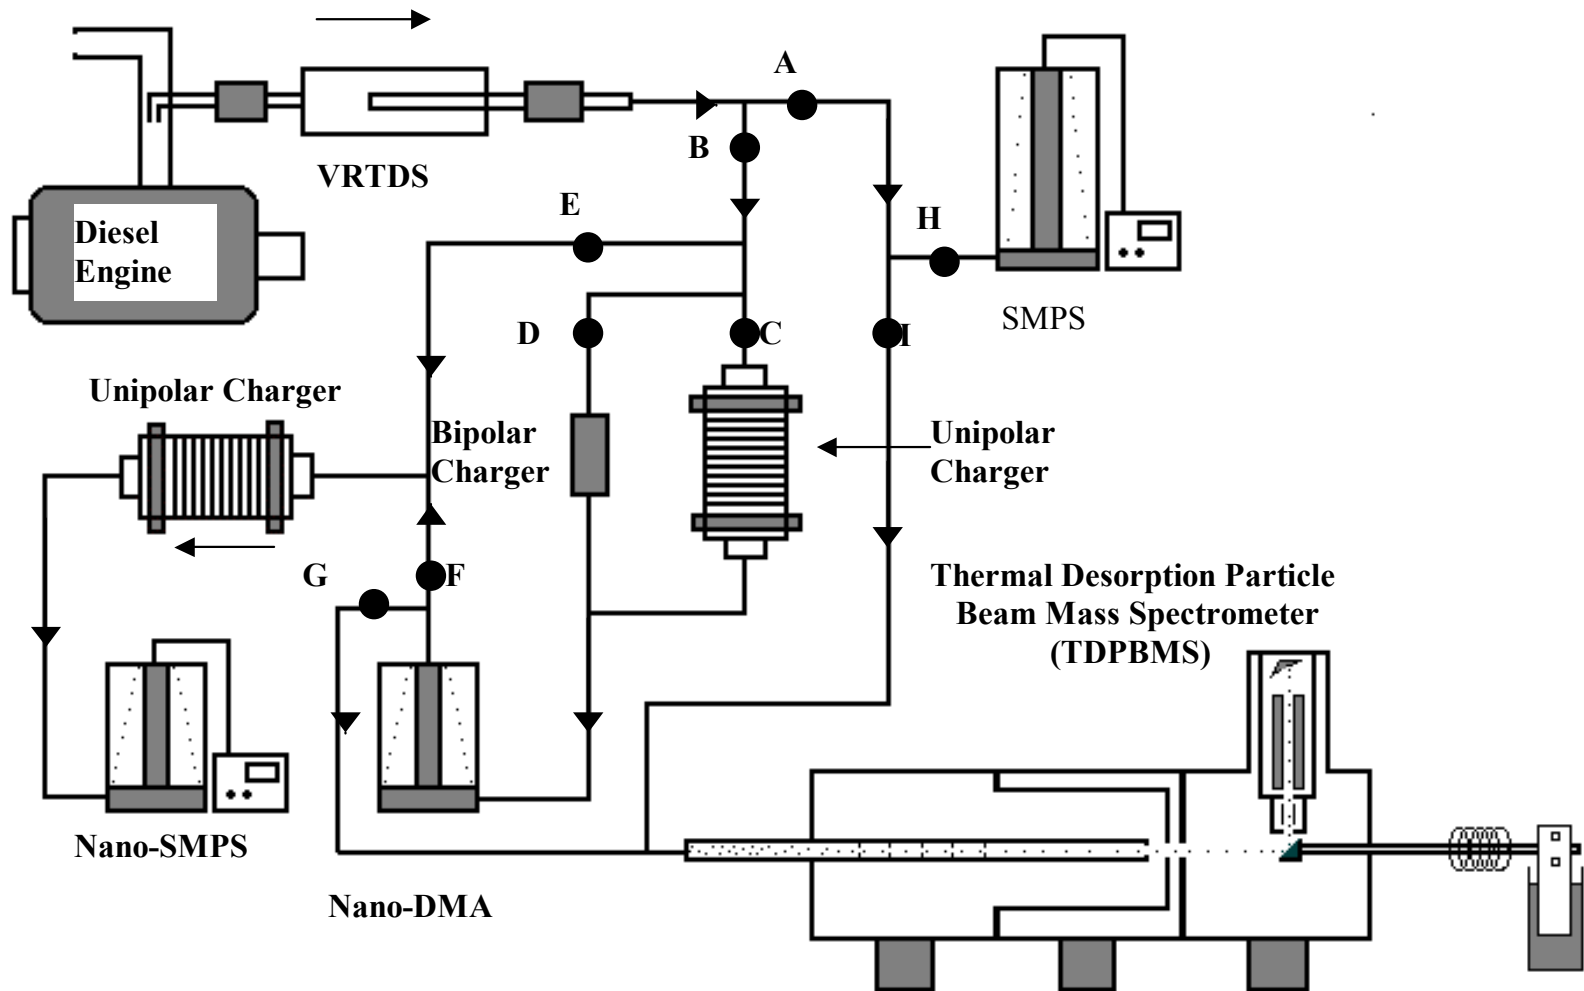 A
B
VRTDS
E
H
Diesel
Engine
SMPS
D
C
I
Unipolar Charger
Bipolar
Charger
Unipolar
Charger
G
F
Thermal Desorption Particle
Beam Mass Spectrometer
(TDPBMS)
Nano-SMPS
Nano-DMA